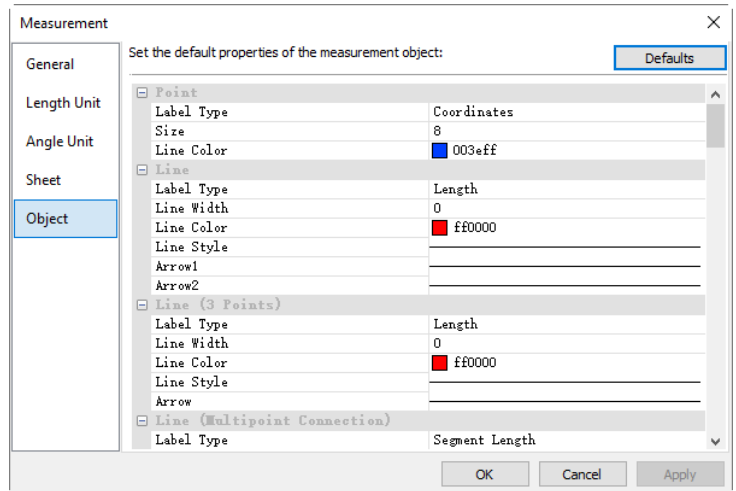 Measurement
General
Length Unit
Angle Unit
Sheet
Object
Set the default properties of the measurement object:
Defaults
Point
Label Type Coordinates
Size 8
Line Color 003eff
Line
Label Type Length
Line Width 0
Line Color ff0000
Line Style
Arrow1
Arrow2
Line (3 Points)
Label Type Length
Line Width 0
Line Color ff0000
Line Style
Arrow
Line (Multipoint Connection)
Label Type Segment Length
OK Cancel Apply